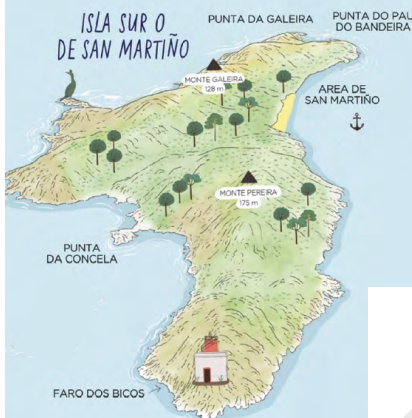 ISLA SUR O
DE SAN MARTIÑO
PUNTA DA GALEIRA
PUNTA DO PAU
DO BANDEIRA
MONTE GALEIRA
128 m
AREA DE
SAN MARTIÑO
MONTE PEREIRA
175 m
PUNTA
DA CONCELA
FARO DOS BICOS